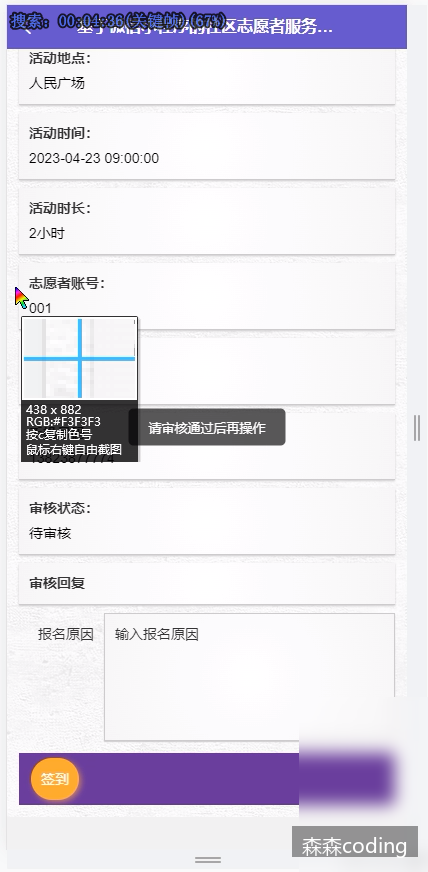 搜索: 00:04:36(关键帧) (67%)
基于微信小程序的社区志愿者服务...
活动地点:
人民广场
活动时间:
2023-04-23 09:00:00
活动时长:
2小时
志愿者账号:
001
438 x 882
RGB:#F3F3F3
按c复制色号
鼠标右键自由截图
请审核通过后再操作
审核状态:
待审核
审核回复
报名原因
输入报名原因
签到
森森coding